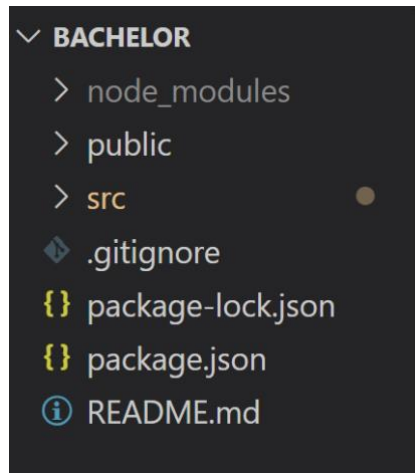 BACHELOR
node_modules
public
src
.gitignore
{} package-lock.json
{} package.json
README.md